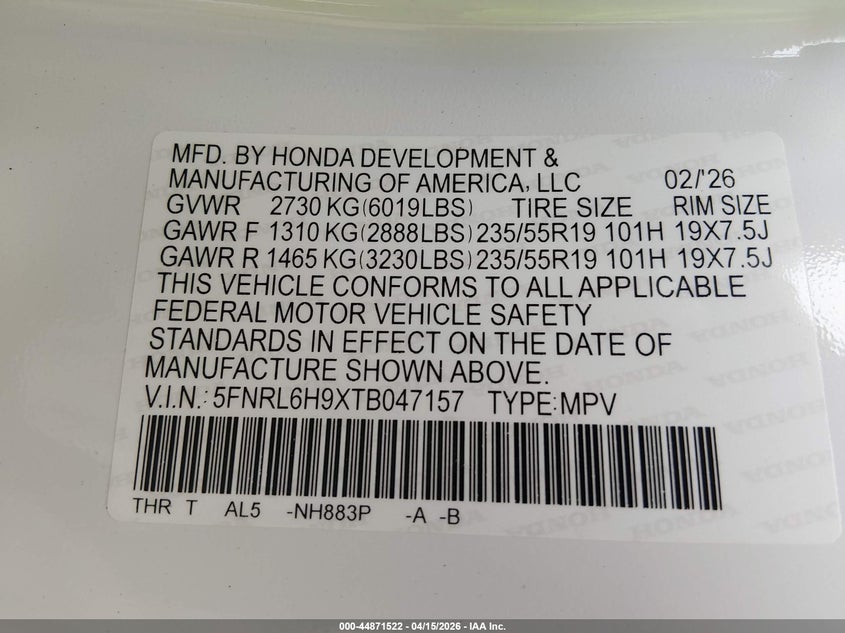 MFD. BY HONDA DEVELOPMENT &
MANUFACTURING OF AMERICA, LLC 02/'26
GVWR 2730 KG(6019LBS) TIRE SIZE RIM SIZE
GAWR F 1310 KG(2888LBS) 235/55R19 101H 19X7.5J
GAWR R 1465 KG(3230LBS) 235/55R19 101H 19X7.5J
THIS VEHICLE CONFORMS TO ALL APPLICABLE
FEDERAL MOTOR VEHICLE SAFETY
STANDARDS IN EFFECT ON THE DATE OF
MANUFACTURE SHOWN ABOVE.
V.I.N.: 5FNRL6H9XTB047157 TYPE:MPV
THR T AL5 -NH883P -A -B
000-44871522 - 04/15/2026 - IAA Inc.